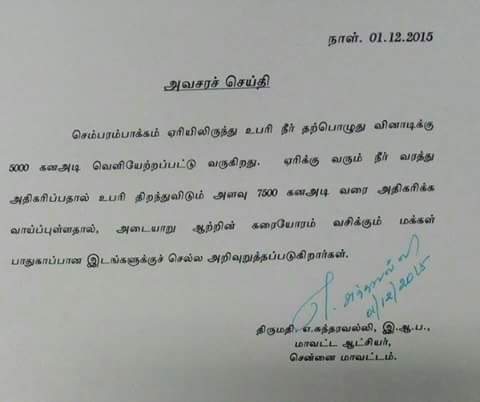 நாள். 01.12.2015
அவசரச் செய்தி
செம்பரம்பாக்கம் ஏரியிலிருந்து உபரி நீர் தற்பொழுது வினாடிக்கு
5000 கனஅடி வெளியேற்றப்பட்டு வருகிறது. ஏரிக்கு வரும் நீர் வரத்து
அதிகரிப்பதால் உபரி திறந்துவிடும் அளவு 7500 கனஅடி வரை அதிகரிக்க
வாய்ப்புள்ளதால், அடையாறு ஆற்றின் கரையோரம் வசிக்கும் மக்கள்
பாதுகாப்பான இடங்களுக்குச் செல்ல அறிவுறுத்தப்படுகிறார்கள்.
1/12/2015
திருமதி. எ.சுந்தரவல்லி, இ.ஆ.ப.,
மாவட்ட ஆட்சியர்,
சென்னை மாவட்டம்.